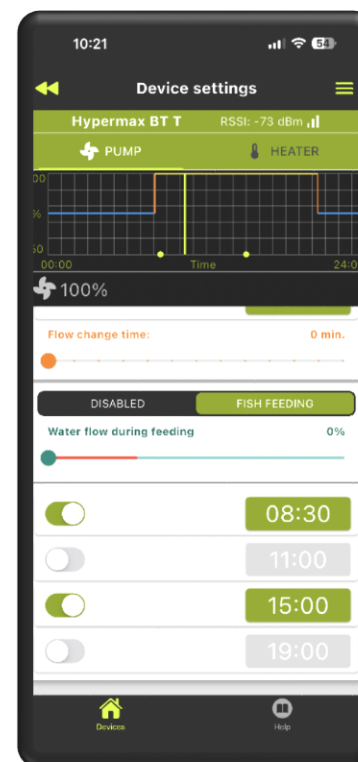 10:21
54
Device settings
Hypermax BT T RSSI: -73 dBm
PUMP HEATER
00
%
50
00:00 Time 24:0
100%
Flow change time: 0 min.
DISABLED FISH FEEDING
Water flow during feeding 0%
08:30
11:00
15:00
19:00
Devices Help